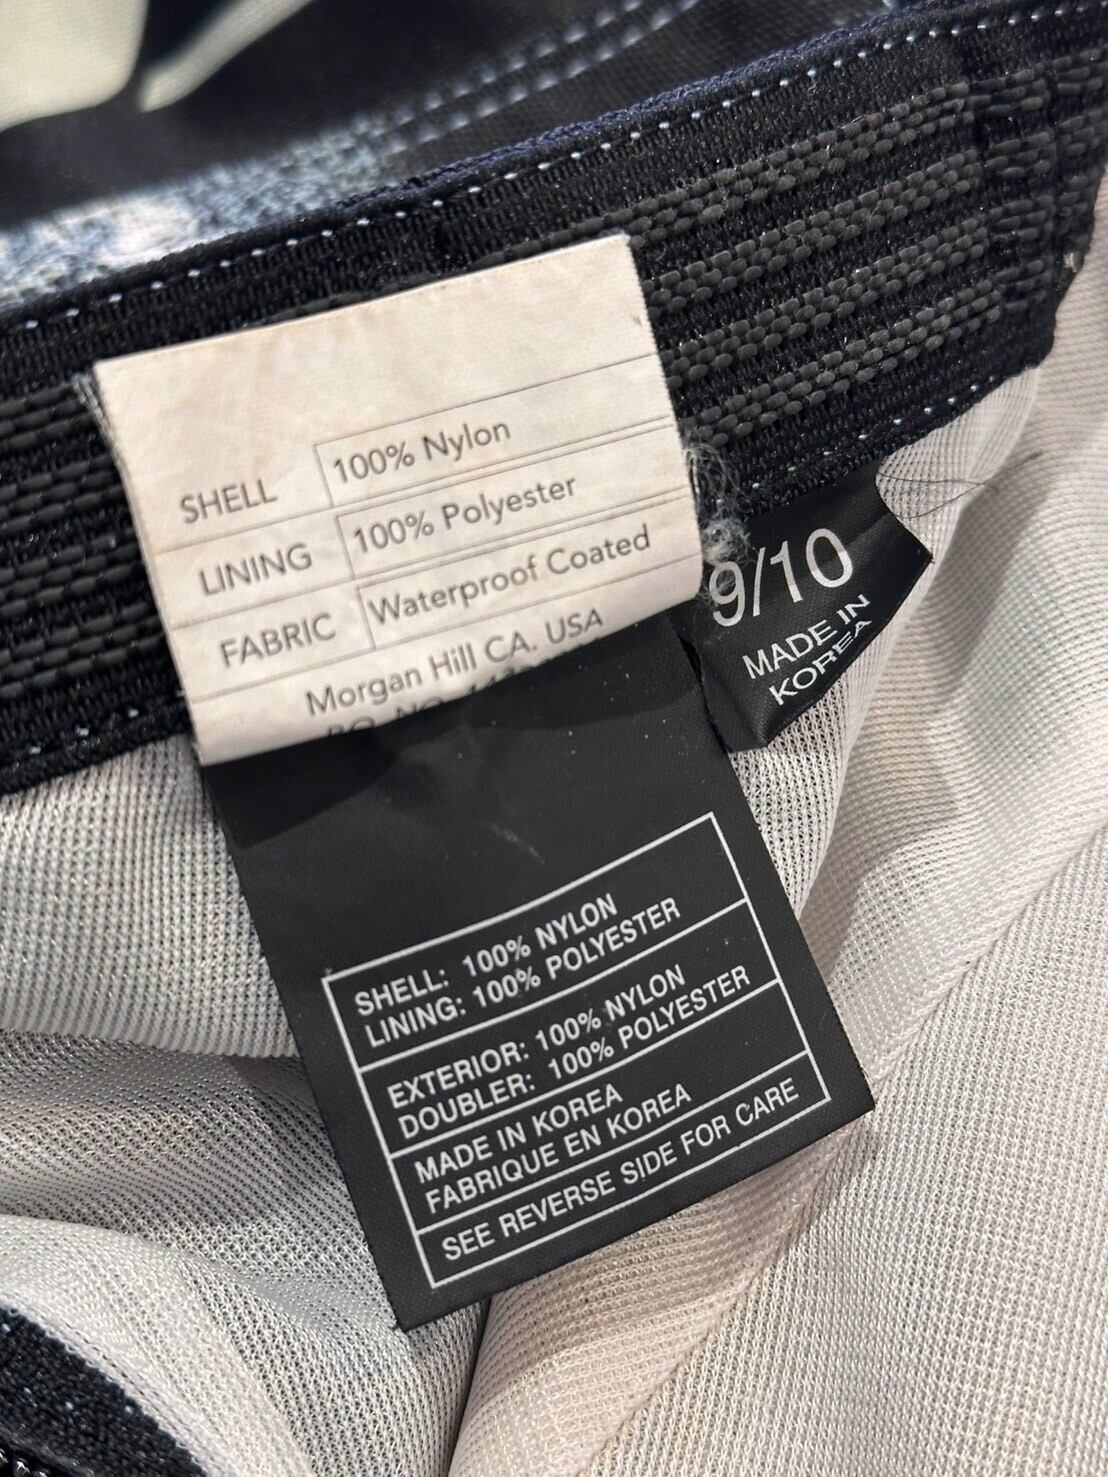 SHELL 100% Nylon
LINING 100% Polyester
FABRIC Waterproof Coated
Morgan Hill CA. USA
9/10
MADE IN
KOREA
SHELL: 100% NYLON
LINING: 100% POLYESTER
EXTERIOR: 100% NYLON
DOUBLER: 100% POLYESTER
MADE IN KOREA
FABRIQUE EN KOREA
SEE REVERSE SIDE FOR CARE